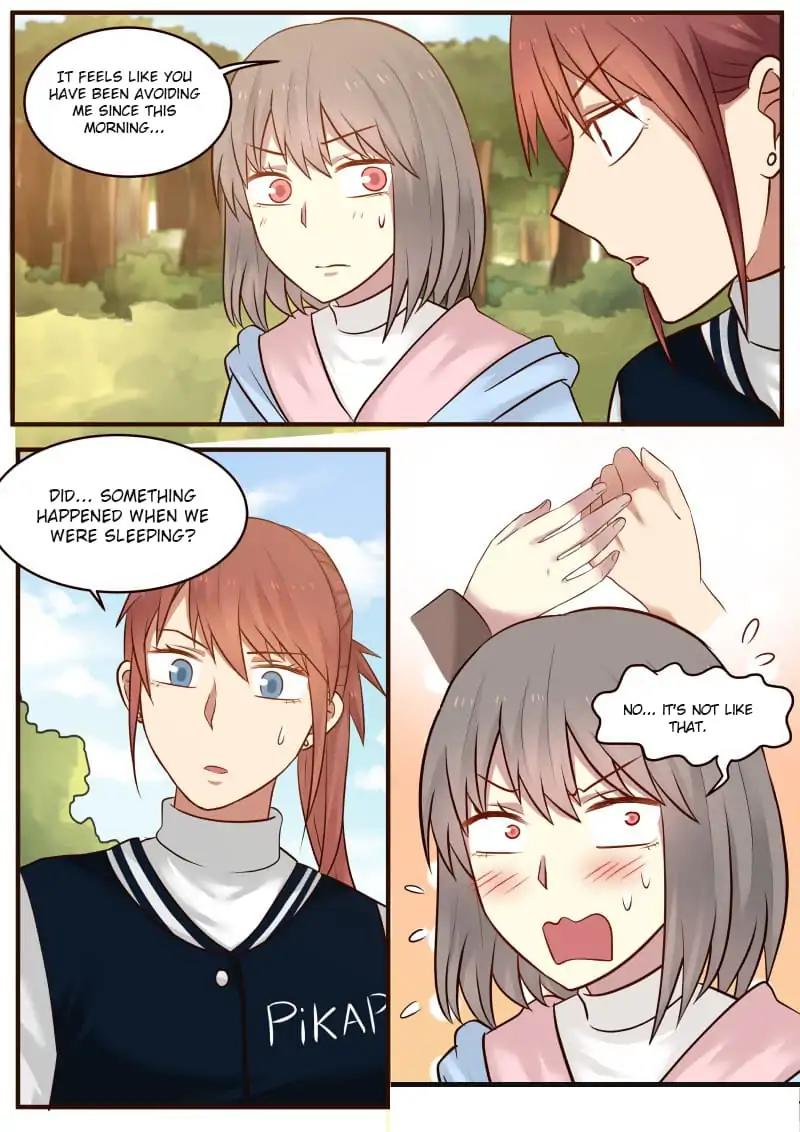 IT FEELS LIKE YOU
HAVE BEEN AVOIDING
ME SINCE THIS
MORNING...
DID... SOMETHING
HAPPENED WHEN WE
WERE SLEEPING?
NO... IT'S NOT LIKE
THAT.
PiKAP